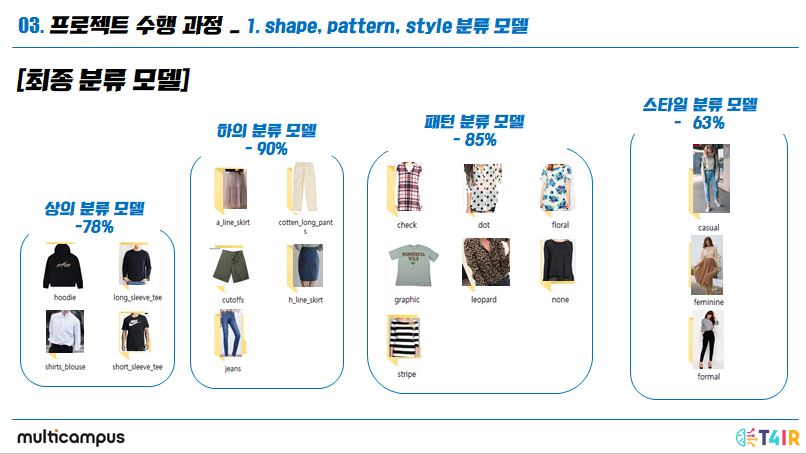 03. 프로젝트 수행 과정 _ 1. shape, pattern, style 분류 모델
[최종 분류 모델]
상의 분류 모델
-78%
hoodie
long_sleeve_tee
shirts_blouse
short_sleeve_tee
하의 분류 모델
- 90%
a_line_skirt
cotten_long_pant
s
cutoffs
h_line_skirt
jeans
패턴 분류 모델
- 85%
check
dot
floral
graphic
leopard
none
stripe
스타일 분류 모델
- 63%
casual
feminine
formal
multicampus
T4IR